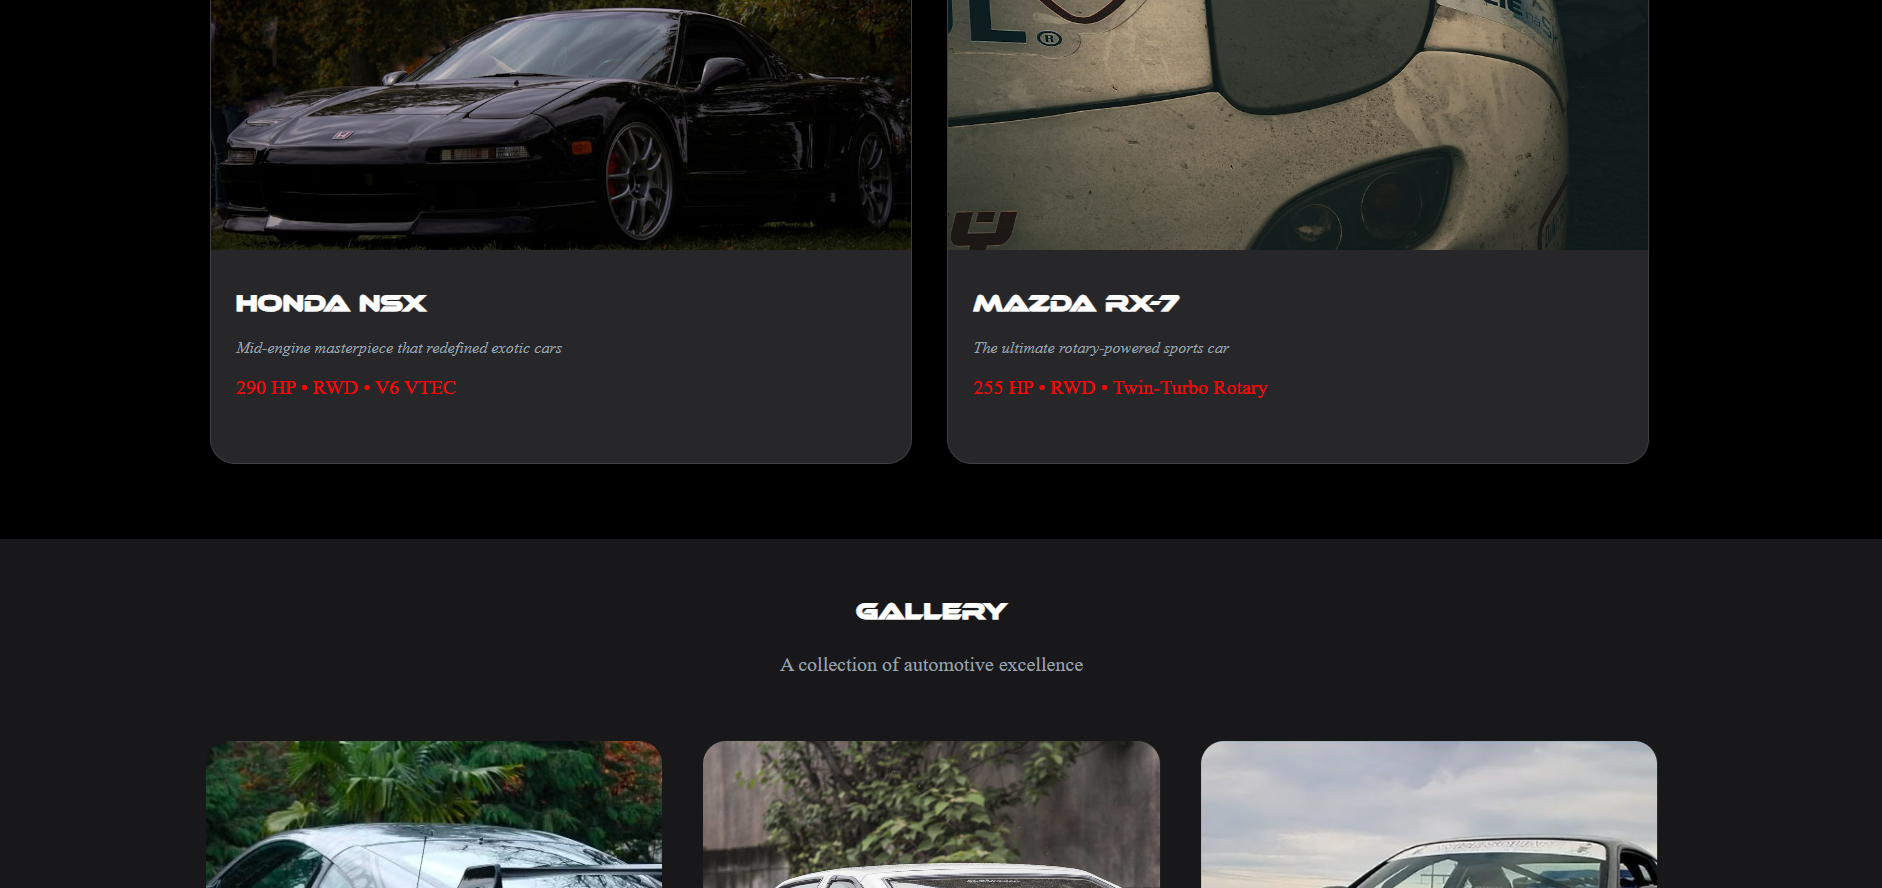 ®
HONDA NSX
Mid-engine masterpiece that redefined exotic cars
290 HP • RWD • V6 VTEC
MAZDA RX-7
The ultimate rotary-powered sports car
255 HP • RWD • Twin-Turbo Rotary
GALLERY
A collection of automotive excellence